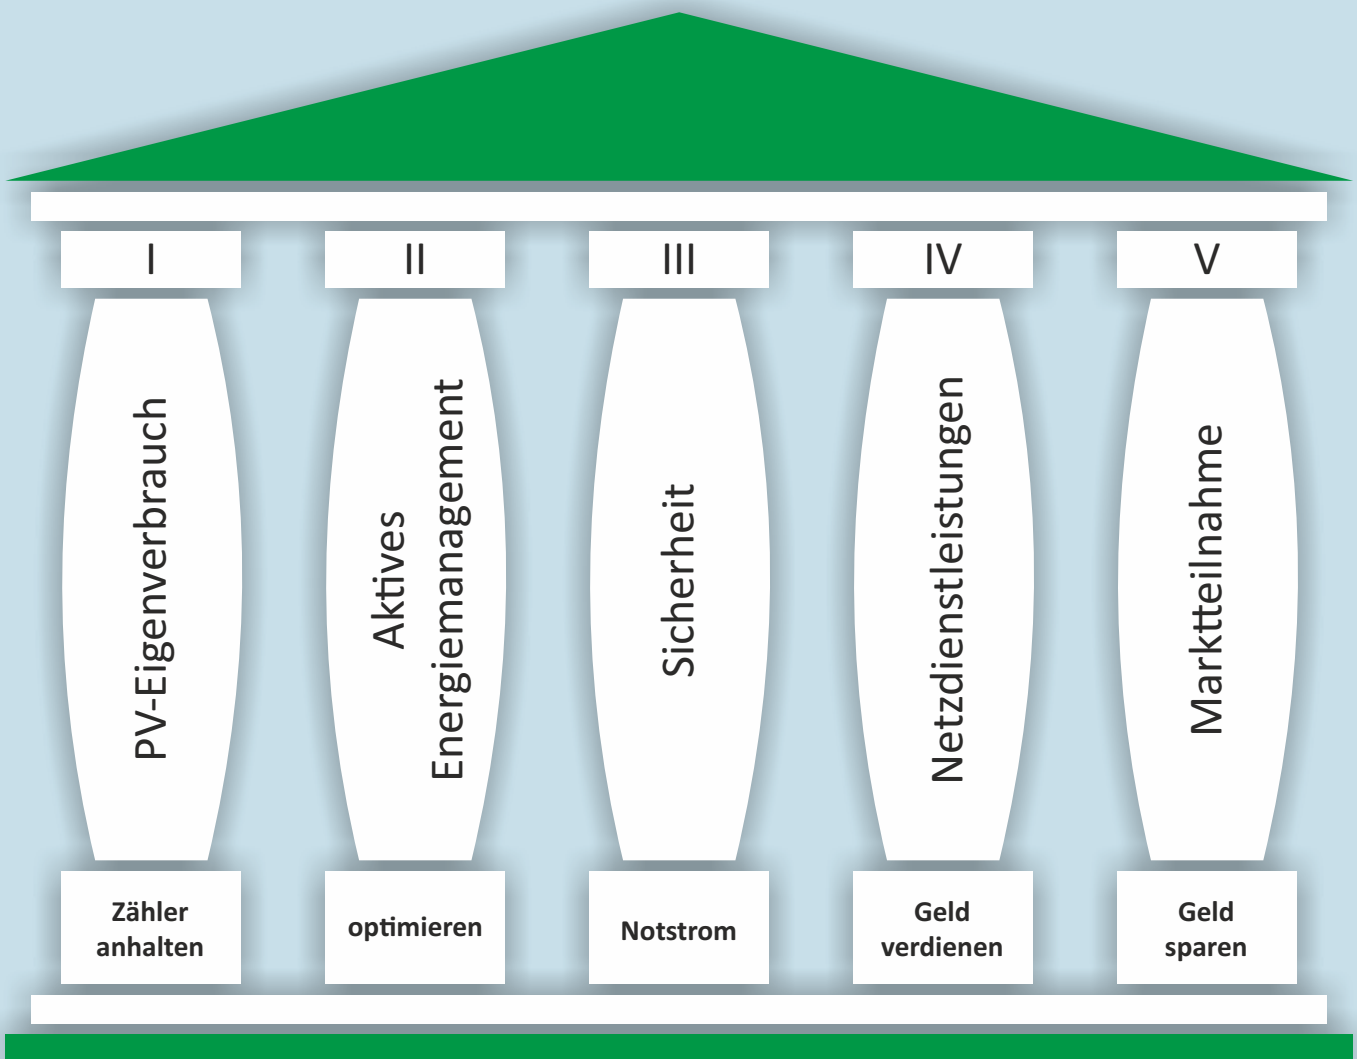 I
II
III
IV
V
PV-Eigenverbrauch
Aktives
Energiemanagement
Sicherheit
Netzdienstleistungen
Marktteilnahme
Zähler
anhalten
optimieren
Notstrom
Geld
verdienen
Geld
sparen